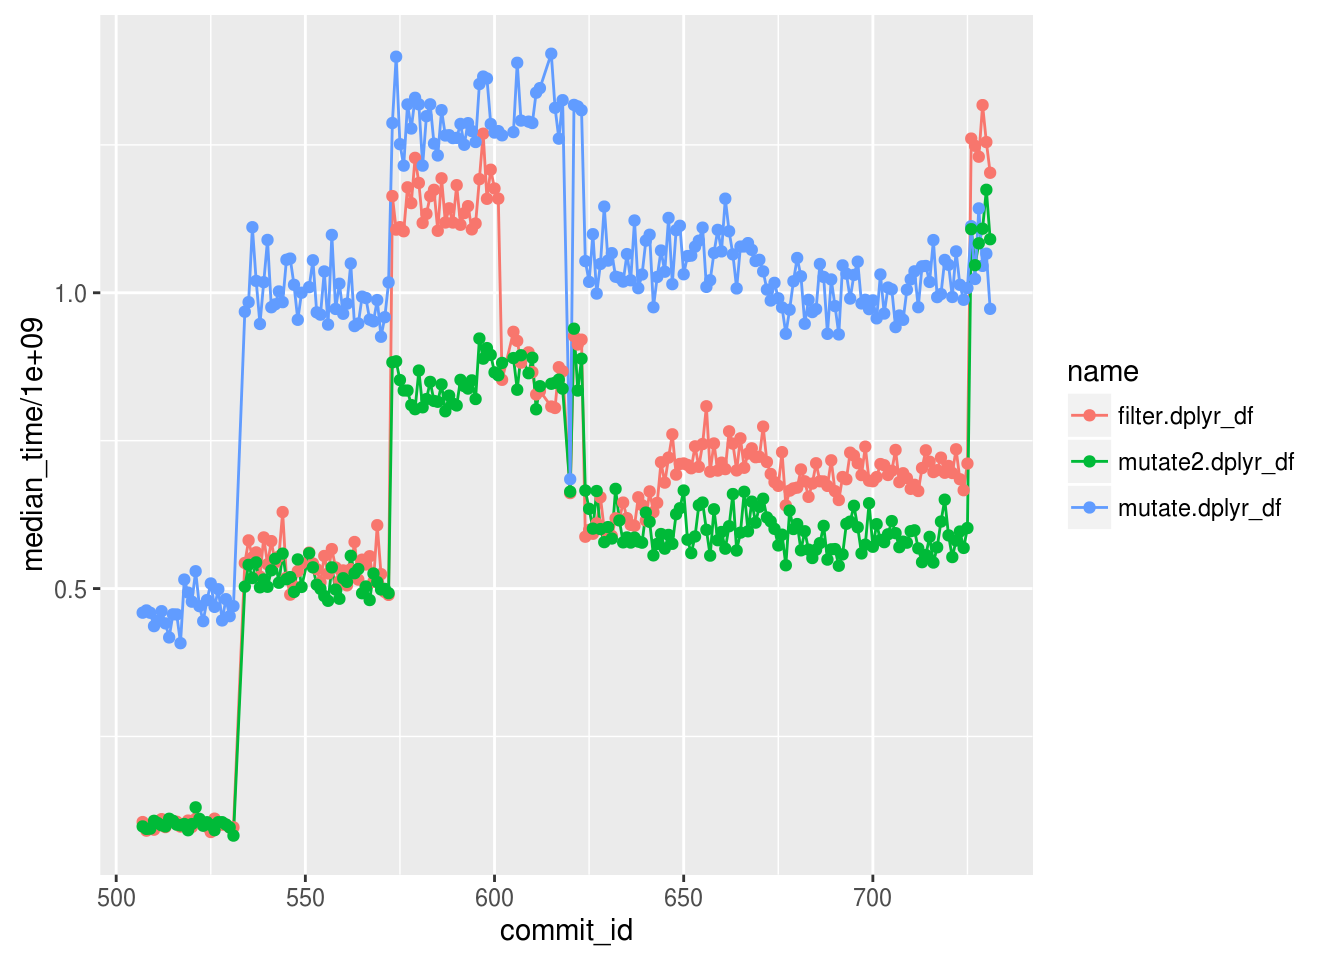 median_time/1e+09
1.0
0.5
500 550 600 650 700
commit_id
name
filter.dplyr_df
mutate2.dplyr_df
mutate.dplyr_df